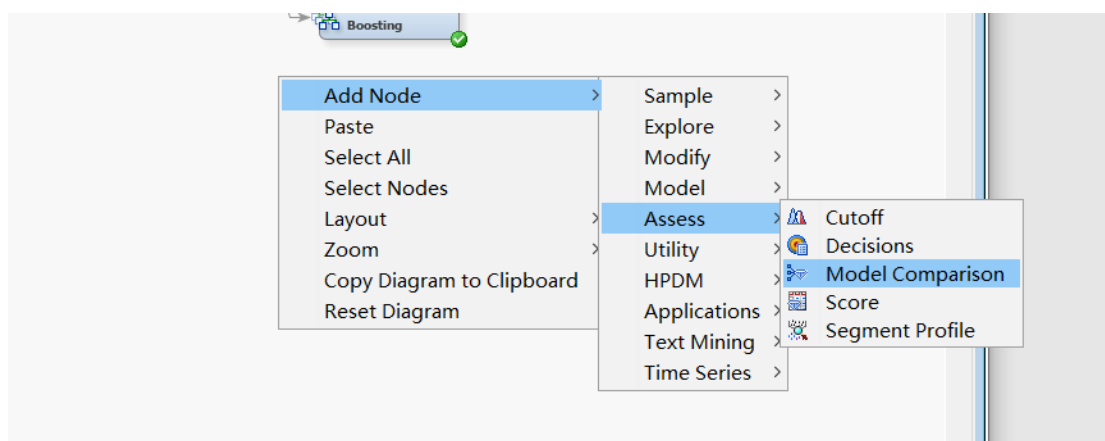 Boosting
Add Node
Paste
Select All
Select Nodes
Layout
Zoom
Copy Diagram to Clipboard
Reset Diagram
Sample
Explore
Modify
Model
Assess
Utility
HPDM
Applications
Text Mining
Time Series
Cutoff
Decisions
Model Comparison
Score
Segment Profile